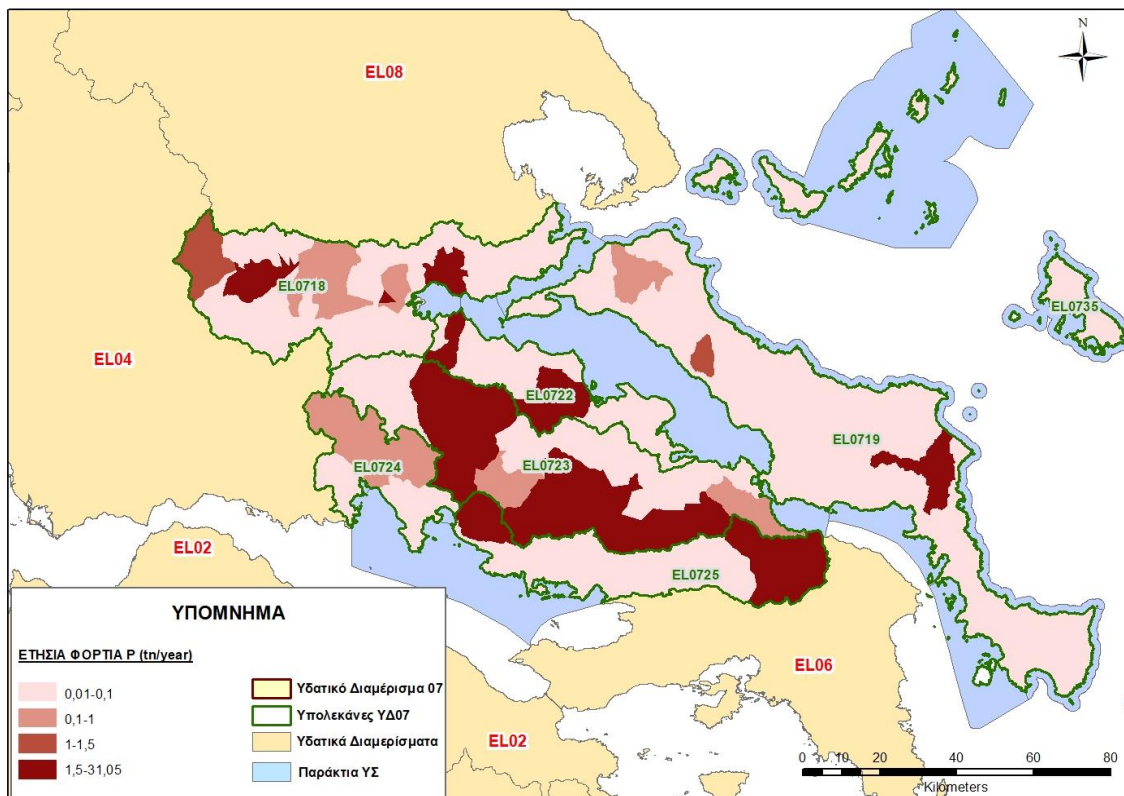 N
EL08
EL0718
EL0735
EL04
EL0722
EL0719
EL0723
EL0724
EL02
EL0725
EL06
EL02
ΥΠΟΜΝΗΜΑ
ΕΤΗΣΙΑ ΦΟΡΤΙΑ P (tn/year)
0,01-0,1
0,1-1
1-1,5
1,5-31,05
Υδατικό Διαμέρισμα 07
Υπολεκάνες ΥΔ07
Υδατικά Διαμερίσματα
Παράκτια ΥΣ
0 10 20 40 60 80
Kilometers